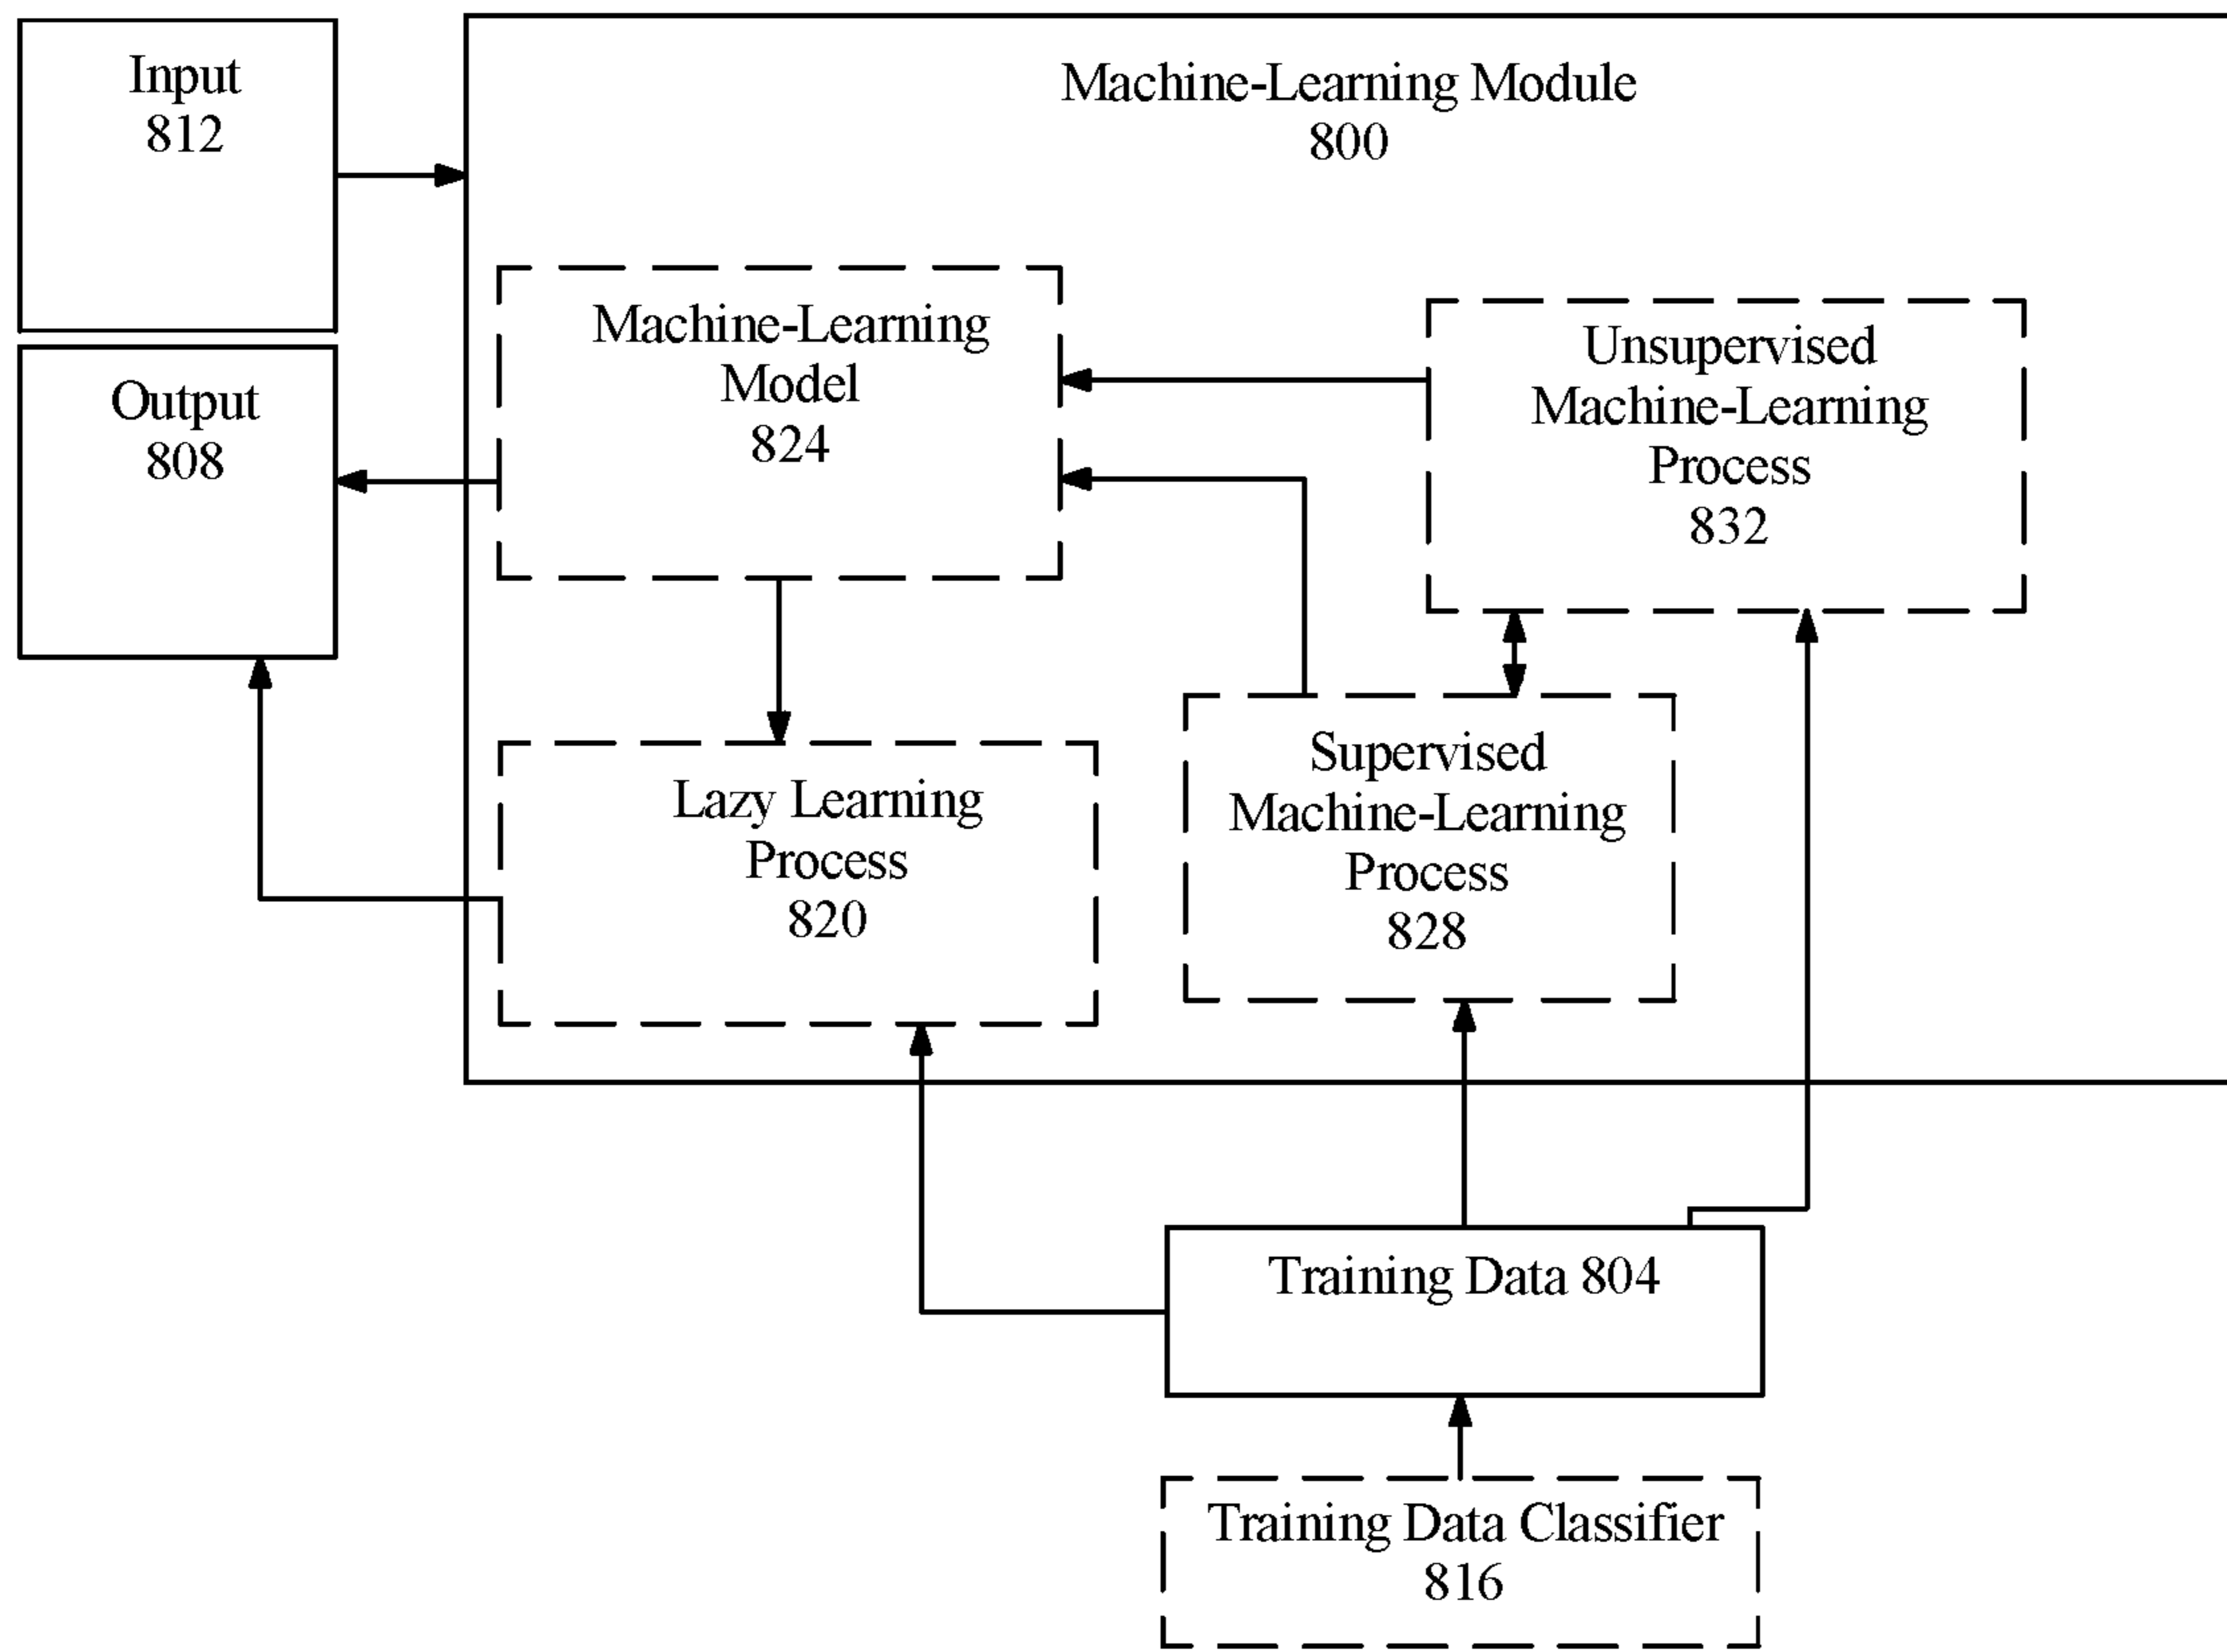 Input
812
Machine-Learning Module
800
Machine-Learning
Model
824
Unsupervised
Machine-Learning
Process
832
Output
808
Lazy Learning
Process
820
Supervised
Machine-Learning
Process
828
Training Data 804
Training Data Classifier
816